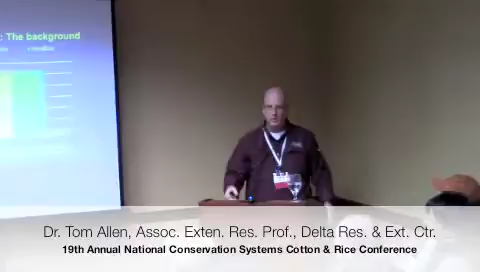 : The background
Dr. Tom Allen, Assoc. Exten. Res. Prof., Delta Res. & Ext. Ctr.
19th Annual National Conservation Systems Cotton & Rice Conference